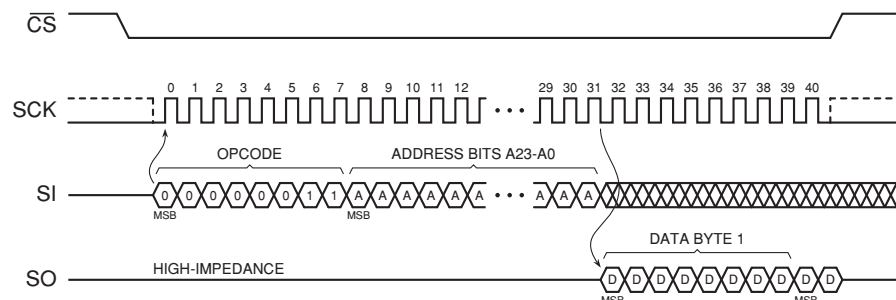 CS
0 1 2 3 4 5 6 7 8 9 10 11 12 29 30 31 32 33 34 35 36 37 38 39 40
SCK
OPCODE ADDRESS BITS A23-A0
SI 0 0 0 0 0 0 1 1 A A A A A A A A A
MSB MSB
DATA BYTE 1
SO HIGH-IMPEDANCE D D D D D D D D D D
MSB MSB